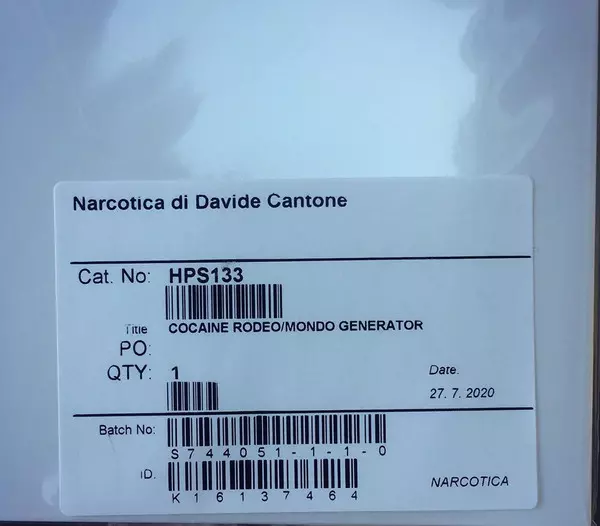 Narcotica di Davide Cantone
Cat. No: HPS133
Title COCAINE RODEO/MONDO GENERATOR
PO:
QTY: 1
Date.
27. 7. 2020
Batch No:
S744051-1-1-0
ID.
K16137464
NARCOTICA